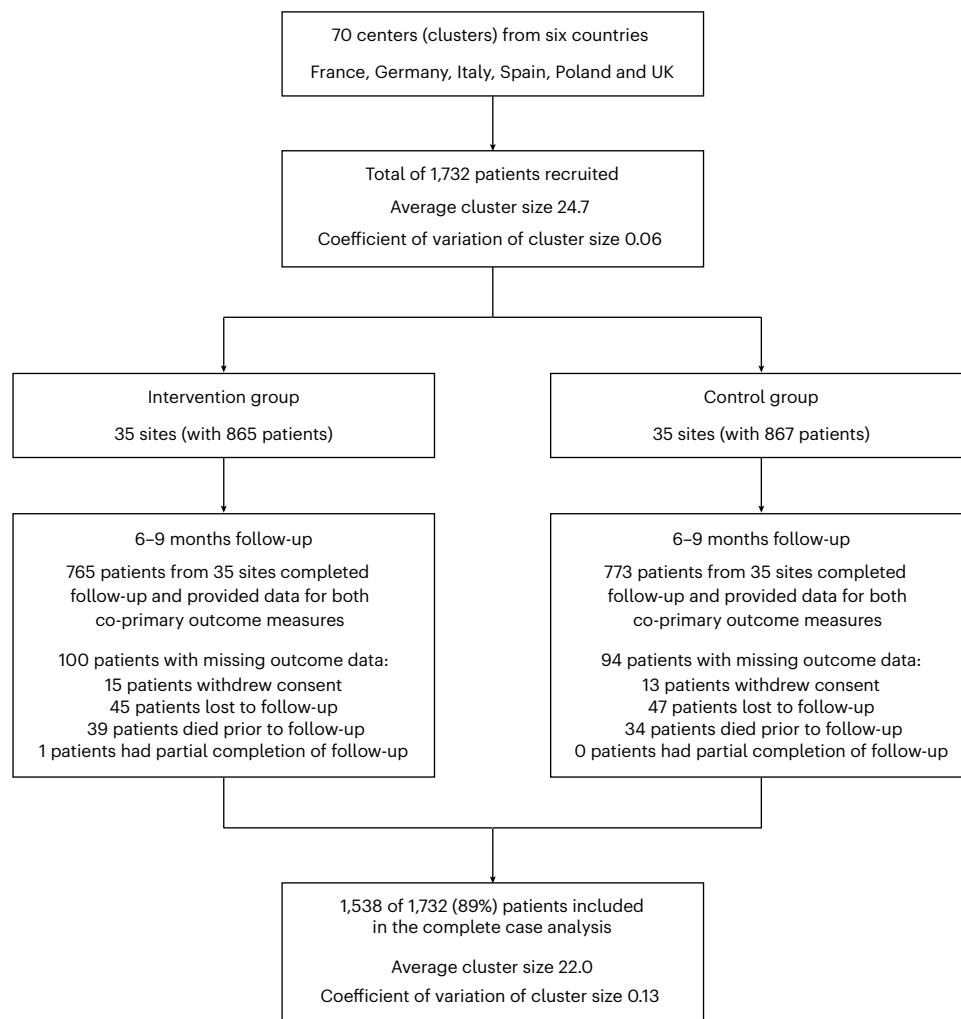 70 centers (clusters) from six countries
France, Germany, Italy, Spain, Poland and UK
Total of 1,732 patients recruited
Average cluster size 24.7
Coefficient of variation of cluster size 0.06
Intervention group
35 sites (with 865 patients)
Control group
35 sites (with 867 patients)
6–9 months follow-up
765 patients from 35 sites completed
follow-up and provided data for both
co-primary outcome measures
100 patients with missing outcome data:
15 patients withdrew consent
45 patients lost to follow-up
39 patients died prior to follow-up
1 patients had partial completion of follow-up
6–9 months follow-up
773 patients from 35 sites completed
follow-up and provided data for both
co-primary outcome measures
94 patients with missing outcome data:
13 patients withdrew consent
47 patients lost to follow-up
34 patients died prior to follow-up
0 patients had partial completion of follow-up
1,538 of 1,732 (89%) patients included
in the complete case analysis
Average cluster size 22.0
Coefficient of variation of cluster size 0.13